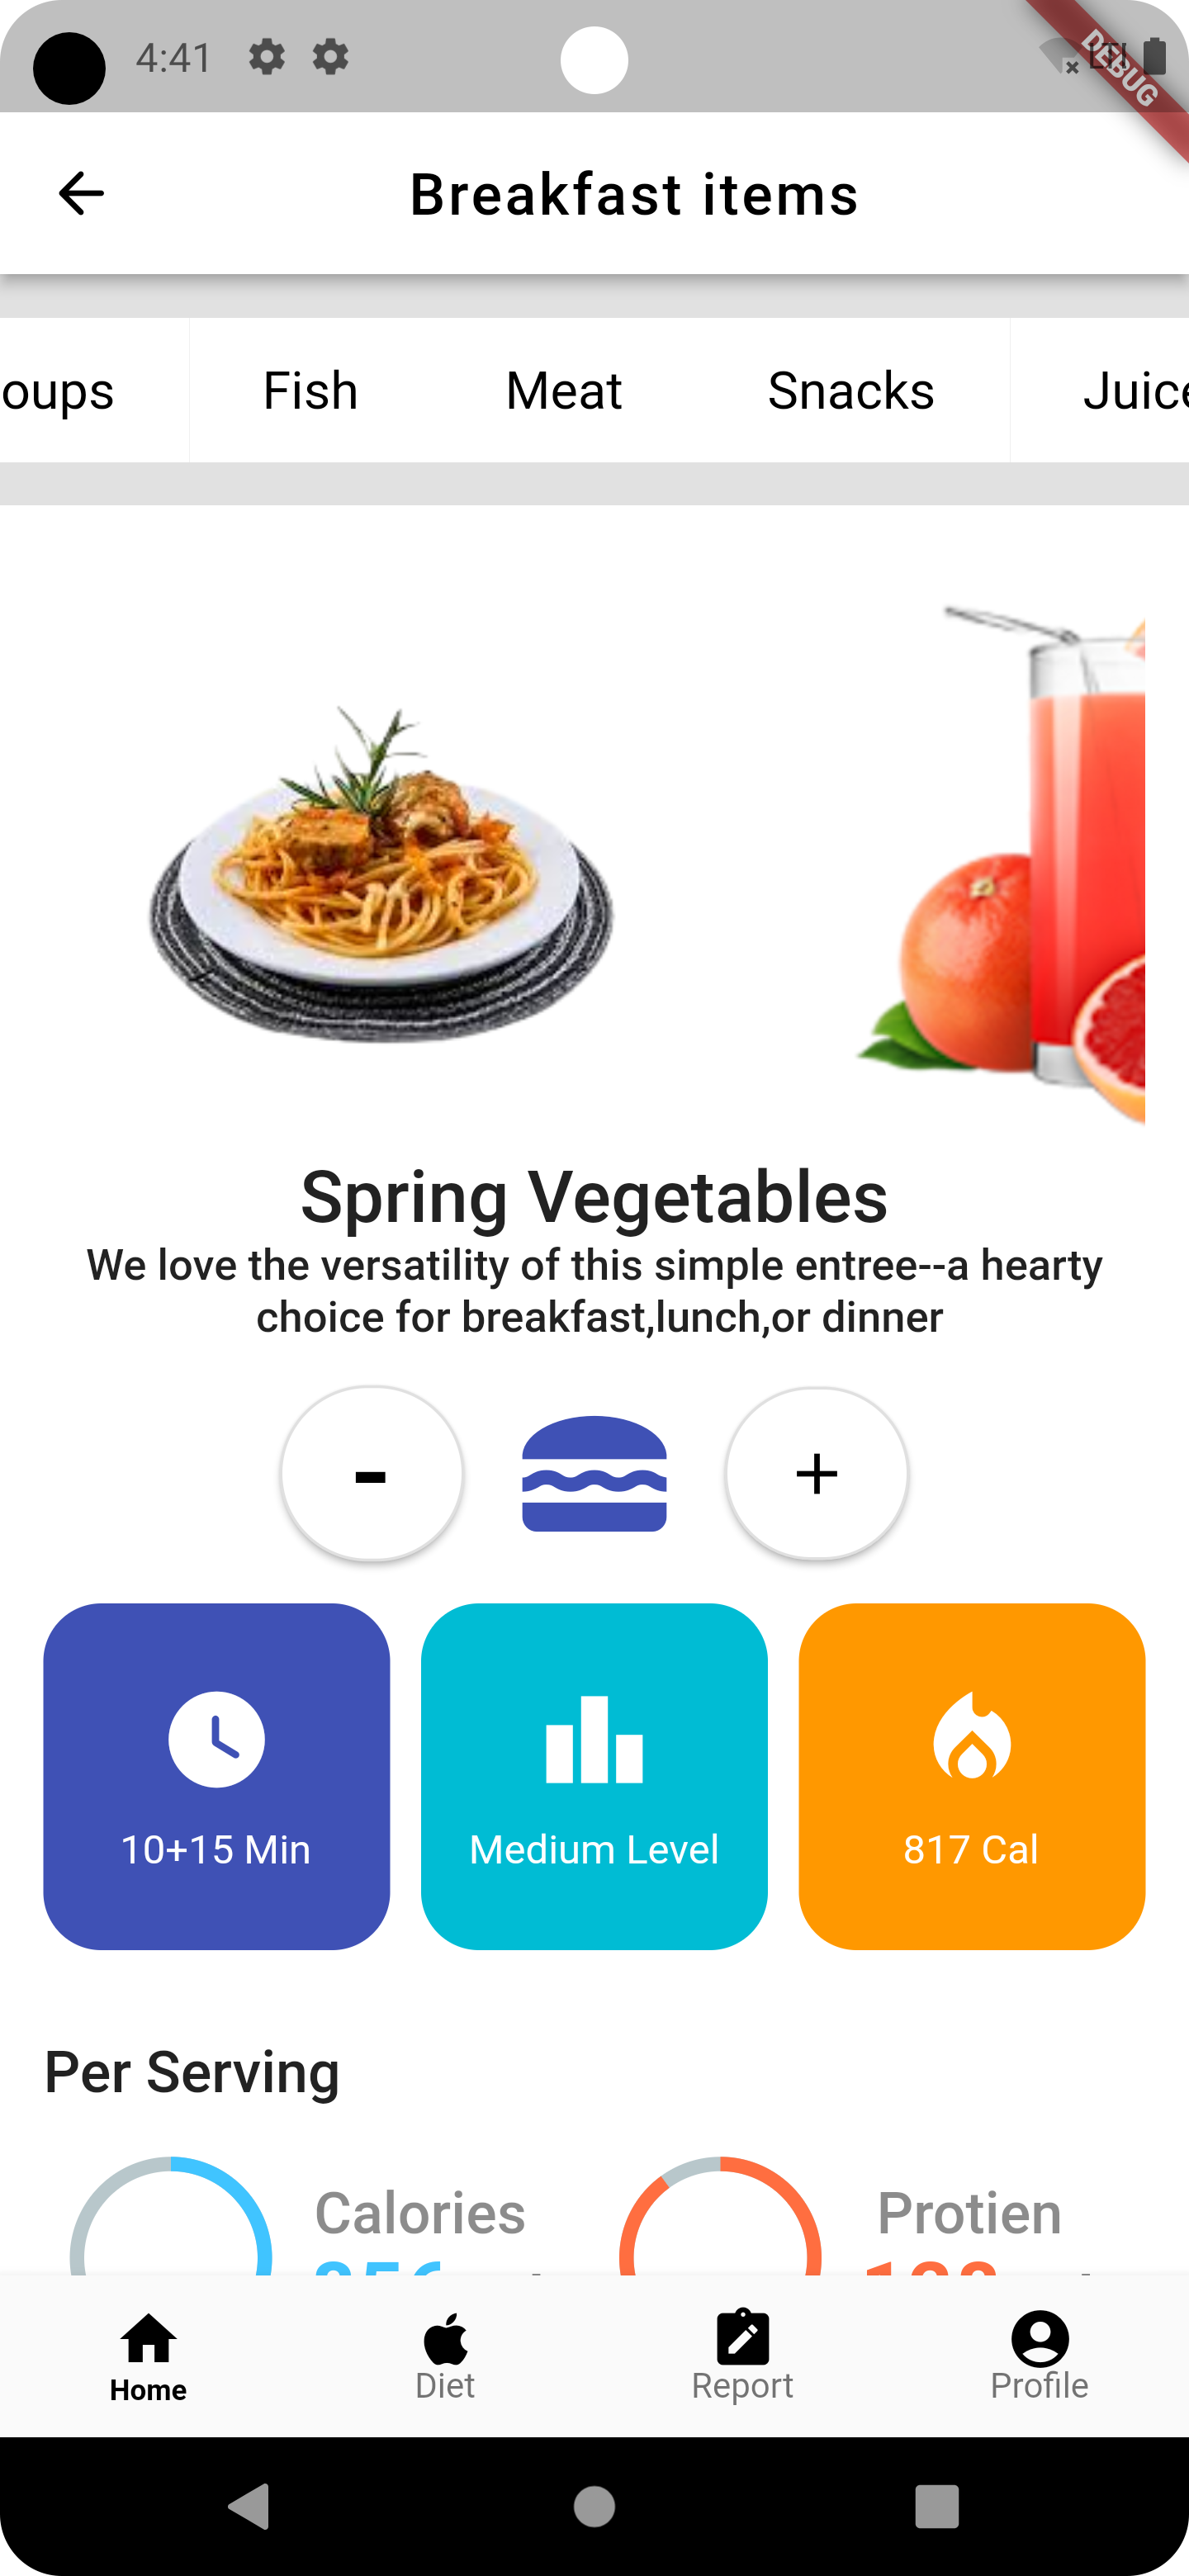 4:41
DEBUG
Breakfast items
oups Fish Meat Snacks Juice
Spring Vegetables
We love the versatility of this simple entree--a hearty
choice for breakfast,lunch,or dinner
- +
10+15 Min Medium Level 817 Cal
Per Serving
Calories Protien
Home Diet Report Profile